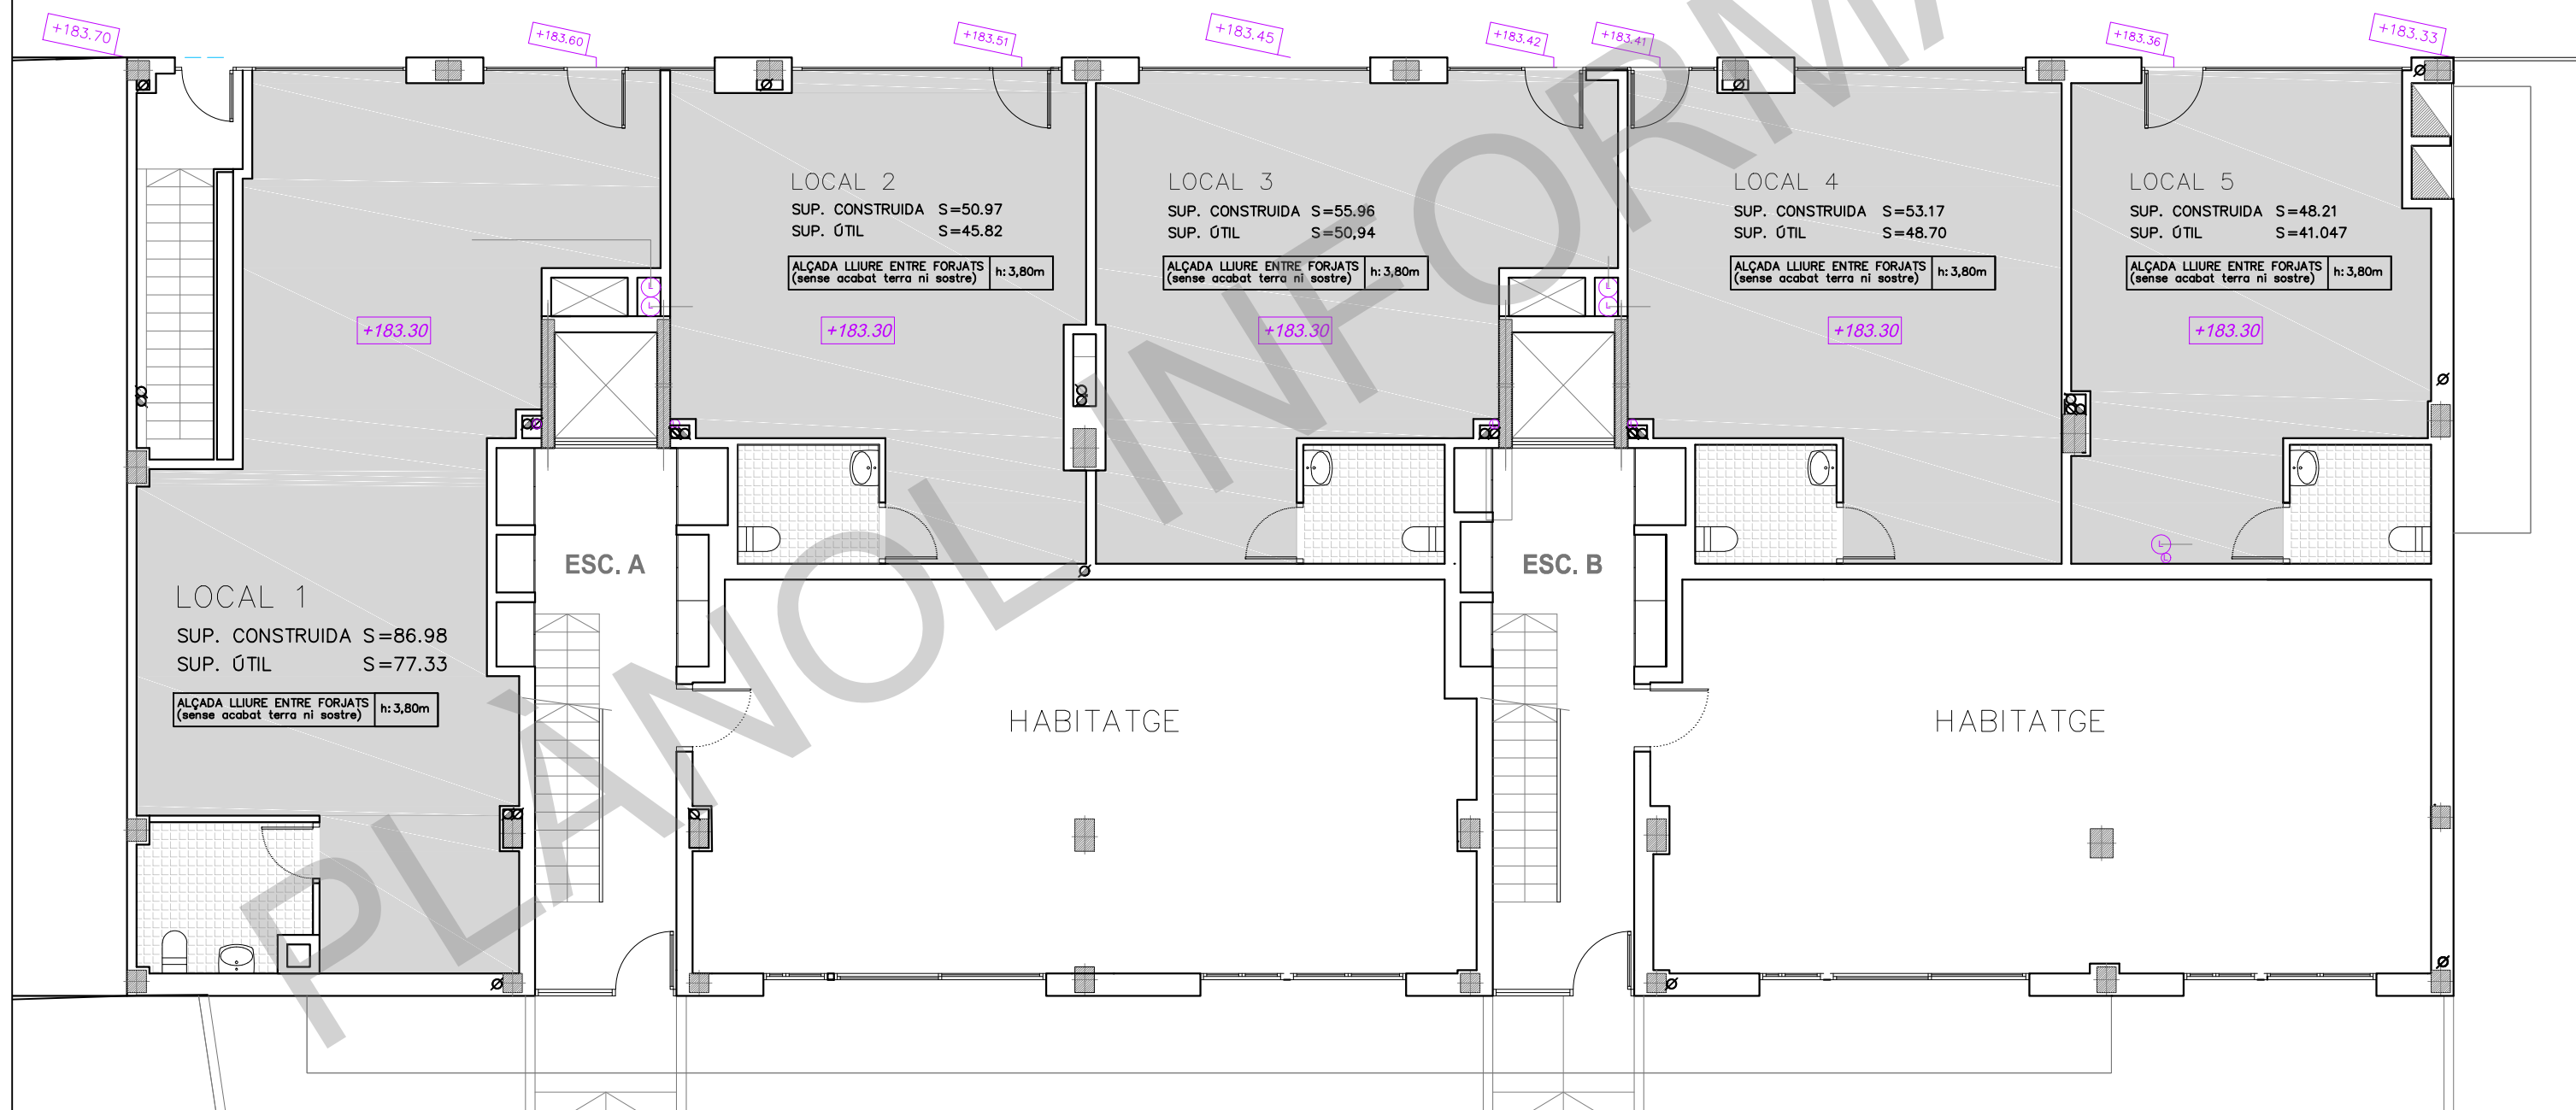 +183.70
+183.60
+183.51
+183.45
+183.42
+183.41
+183.36
+183.33
LOCAL 2
SUP. CONSTRUIDA S=50.97
SUP. ÚTIL S=45.82
ALÇADA LLIURE ENTRE FORJATS
(sense acabat terra ni sostre)
h: 3,80m
+183.30
LOCAL 3
SUP. CONSTRUIDA S=55.96
SUP. ÚTIL S=50,94
ALÇADA LLIURE ENTRE FORJATS
(sense acabat terra ni sostre)
h: 3,80m
+183.30
LOCAL 4
SUP. CONSTRUIDA S=53.17
SUP. ÚTIL S=48.70
ALÇADA LLIURE ENTRE FORJATS
(sense acabat terra ni sostre)
h: 3,80m
+183.30
LOCAL 5
SUP. CONSTRUIDA S=48.21
SUP. ÚTIL S=41.047
ALÇADA LLIURE ENTRE FORJATS
(sense acabat terra ni sostre)
h: 3,80m
+183.30
+183.30
LOCAL 1
SUP. CONSTRUIDA S=86.98
SUP. ÚTIL S=77.33
ALÇADA LLIURE ENTRE FORJATS
(sense acabat terra ni sostre)
h: 3,80m
ESC. A
ESC. B
HABITATGE
HABITATGE
PLÀNOL INFORMA